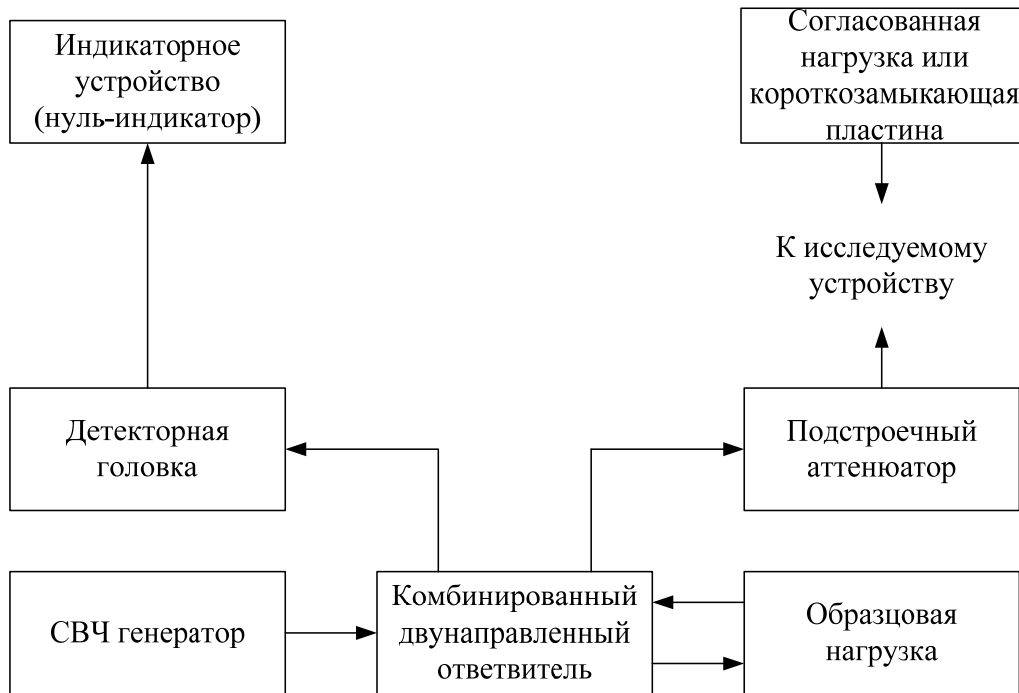 Индикаторное
устройство
(нуль-индикатор)
Согласованная
нагрузка или
короткозамыкающая
пластина
К исследуемому
устройству
Детекторная
головка
Подстроечный
аттенюатор
СВЧ генератор
Комбинированный
двунаправленный
ответвитель
Образцовая
нагрузка